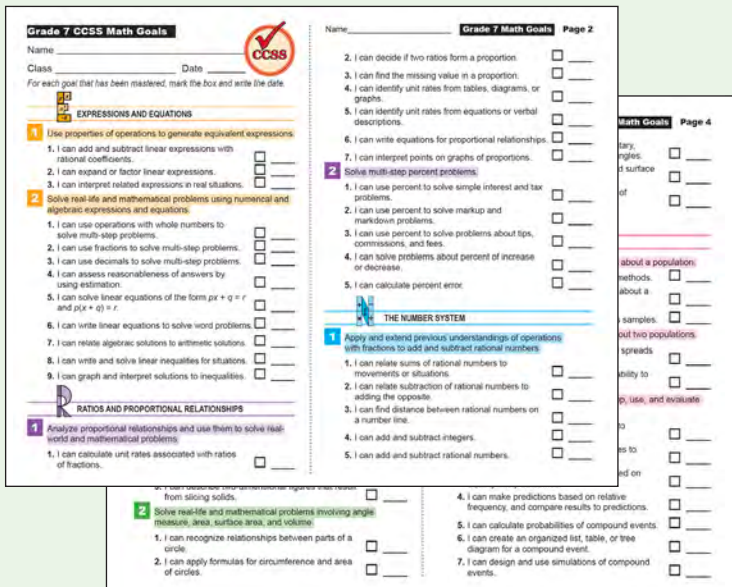 Grade 7 CCSS Math Goals
Name
Class
Date
CCSS
For each goal that has been mastered, mark the box and write the date.
EXPRESSIONS AND EQUATIONS
1 Use properties of operations to generate equivalent expressions.
1. I can add and subtract linear expressions with
rational coefficients.
2. I can expand or factor linear expressions.
3. I can interpret related expressions in real situations.
2 Solve real-life and mathematical problems using numerical and
algebraic expressions and equations.
1. I can use operations with whole numbers to
solve multi-step problems.
2. I can use fractions to solve multi-step problems.
3. I can use decimals to solve multi-step problems.
4. I can assess reasonableness of answers by
using estimation.
5. I can solve linear equations of the form px + q = r
and p(x + q) = r.
6. I can write linear equations to solve word problems.
7. I can relate algebraic solutions to arithmetic solutions.
8. I can write and solve linear inequalities for situations.
9. I can graph and interpret solutions to inequalities.
R
RATIOS AND PROPORTIONAL RELATIONSHIPS
1 Analyze proportional relationships and use them to solve real-
world and mathematical problems
1. I can calculate unit rates associated with ratios
of fractions.
Name
Grade 7 Math Goals Page 2
2. I can decide if two ratios form a proportion.
3. I can find the missing value in a proportion.
4. I can identify unit rates from tables, diagrams, or
graphs.
5. I can identify unit rates from equations or verbal
descriptions.
6. I can write equations for proportional relationships.
7. I can interpret points on graphs of proportions.
2 Solve multi-step percent problems.
1. I can use percent to solve simple interest and tax
problems.
2. I can use percent to solve markup and
markdown problems.
3. I can use percent to solve problems about tips,
commissions, and fees.
4. I can solve problems about percent of increase
or decrease.
5. I can calculate percent error.
N
THE NUMBER SYSTEM
1 Apply and extend previous understandings of operations
with fractions to add and subtract rational numbers
1. I can relate sums of rational numbers to
movements or situations.
2. I can relate subtraction of rational numbers to
adding the opposite.
3. I can find distance between rational numbers on
a number line.
4. I can add and subtract integers.
5. I can add and subtract rational numbers.
from slicing solids.
2 Solve real-life and mathematical problems involving angle
measure, area, surface area, and volume.
1. I can recognize relationships between parts of a
circle.
2. I can apply formulas for circumference and area
of circles.
Math Goals Page 4
surface
of
about a population.
methods.
about a
samples.
out two populations.
spreads
ability to
use, and evaluate
to
es to
ed on
4. I can make predictions based on relative
frequency, and compare results to predictions.
5. I can calculate probabilities of compound events.
6. I can create an organized list, table, or tree
diagram for a compound event.
7. I can design and use simulations of compound
events.